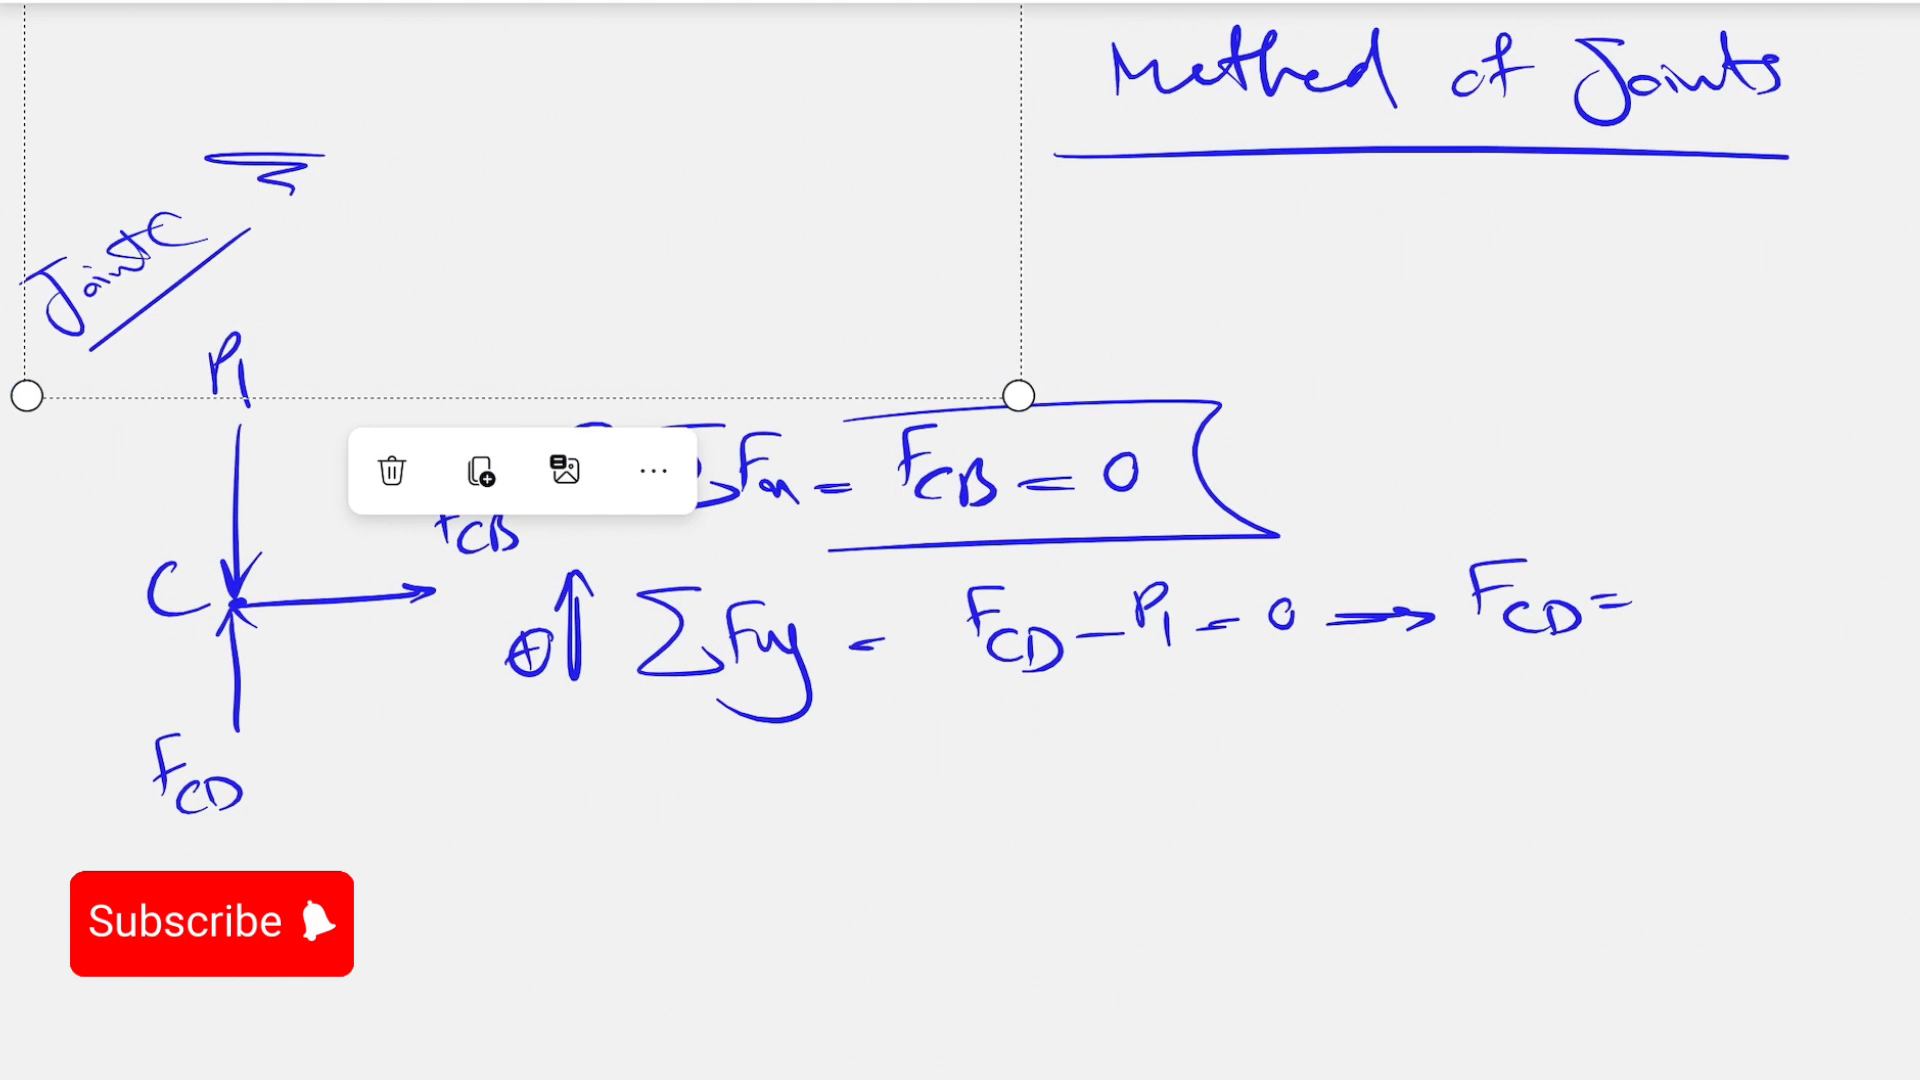 Method of Joints
Joint C
P1
ΣFx = FCB = 0
FCB
C
⊕↑ ΣFy = FCD - P1 = 0 → FCD =
FCD
Subscribe